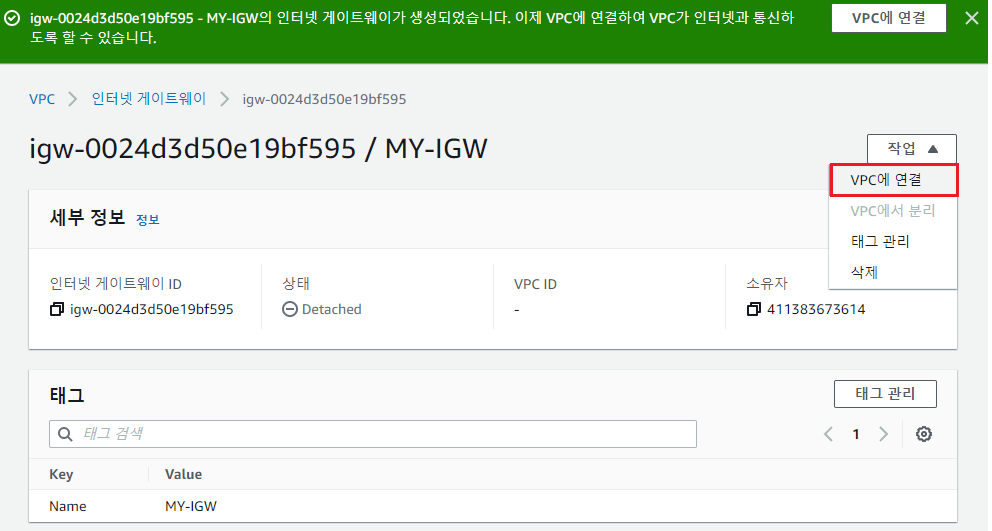 igw-0024d3d50e19bf595 - MY-IGW의 인터넷 게이트웨이가 생성되었습니다. 이제 VPC에 연결하여 VPC가 인터넷과 통신하
도록 할 수 있습니다.
VPC에 연결
VPC
인터넷 게이트웨이
igw-0024d3d50e19bf595
igw-0024d3d50e19bf595 / MY-IGW
작업
VPC에 연결
VPC에서 분리
태그 관리
삭제
세부 정보 정보
인터넷 게이트웨이 ID
igw-0024d3d50e19bf595
상태
Detached
VPC ID
-
소유자
411383673614
태그
태그 관리
태그 검색
1
Key Value
Name MY-IGW